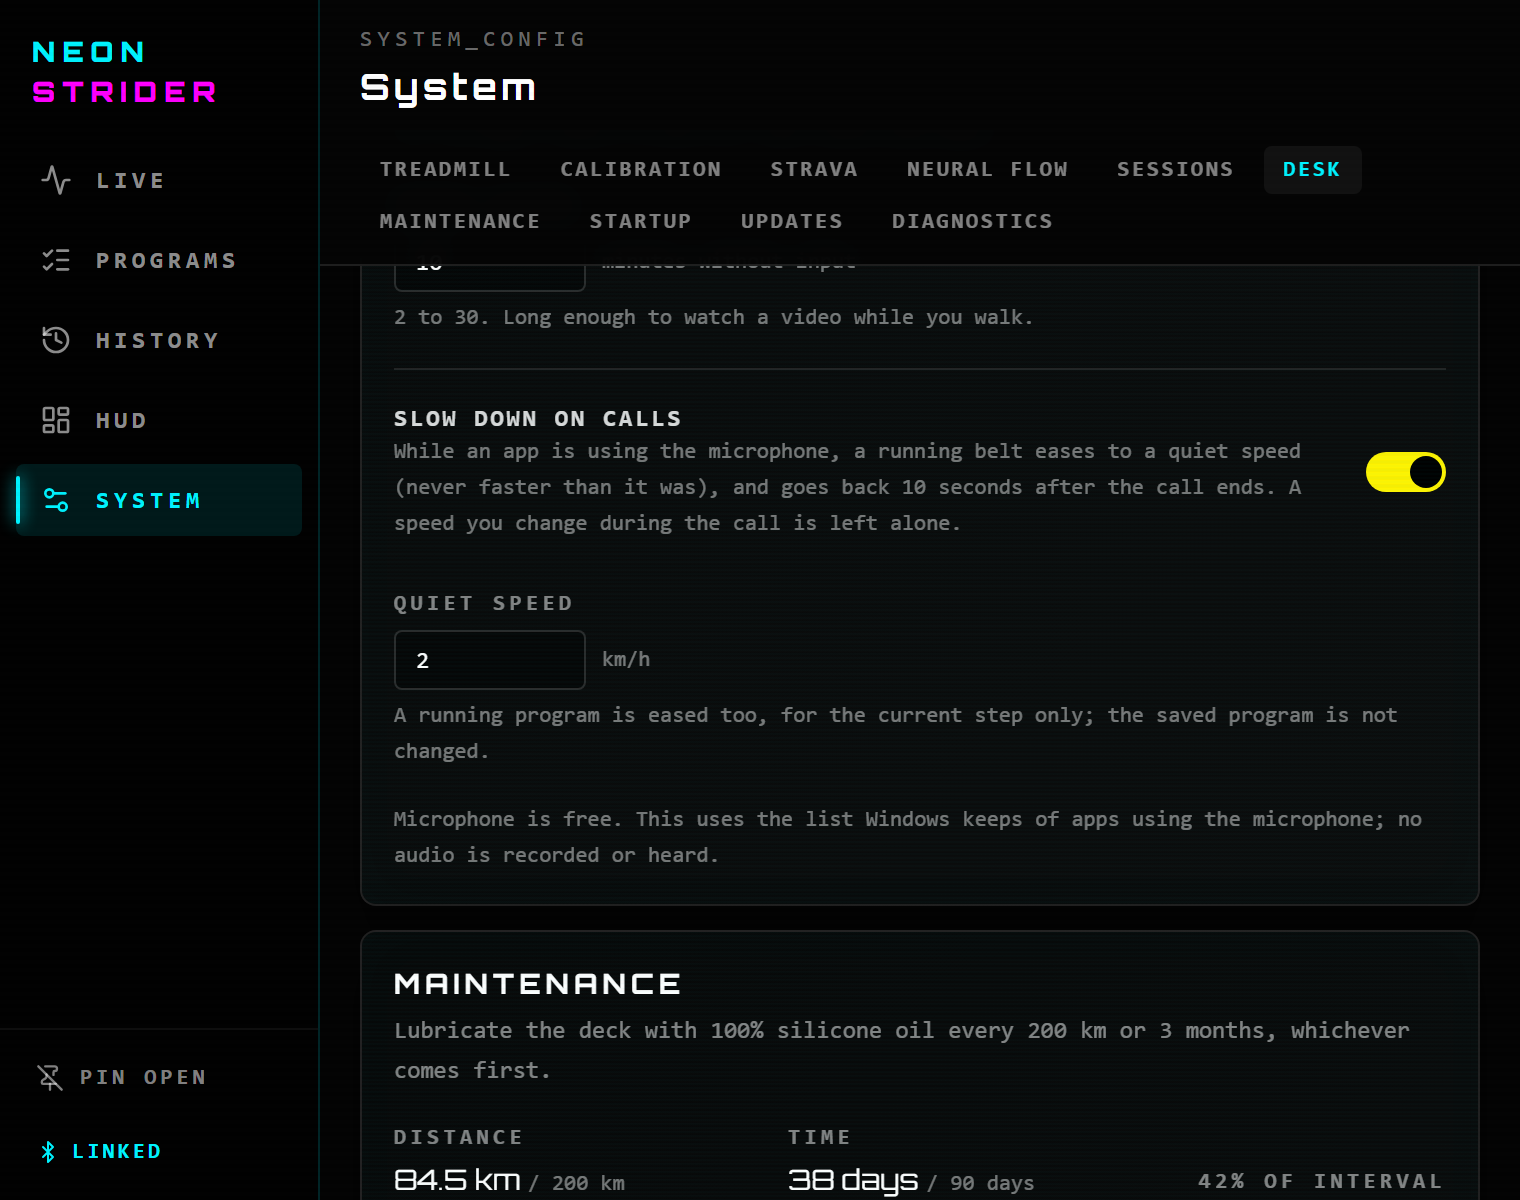 NEON
STRIDER
LIVE
PROGRAMS
HISTORY
HUD
SYSTEM
PIN OPEN
LINKED
SYSTEM_CONFIG
System
TREADMILL CALIBRATION STRAVA NEURAL FLOW SESSIONS DESK
MAINTENANCE STARTUP UPDATES DIAGNOSTICS
10 minutes without input
2 to 30. Long enough to watch a video while you walk.
SLOW DOWN ON CALLS
While an app is using the microphone, a running belt eases to a quiet speed
(never faster than it was), and goes back 10 seconds after the call ends. A
speed you change during the call is left alone.
QUIET SPEED
2 km/h
A running program is eased too, for the current step only; the saved program is not
changed.
Microphone is free. This uses the list Windows keeps of apps using the microphone; no
audio is recorded or heard.
MAINTENANCE
Lubricate the deck with 100% silicone oil every 200 km or 3 months, whichever
comes first.
DISTANCE TIME
84.5 km / 200 km 38 days / 90 days 42% OF INTERVAL